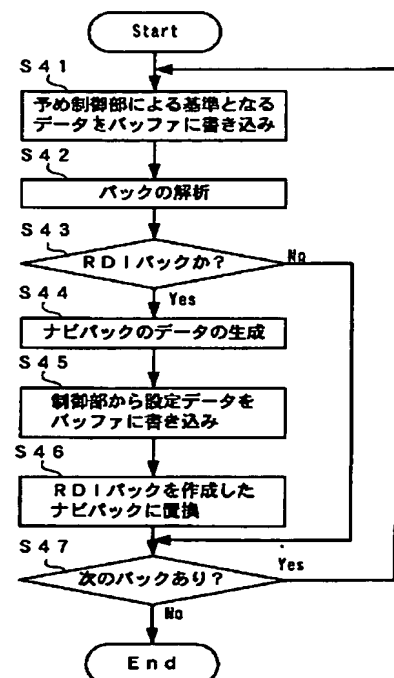 Start
S41
予め制御部による基準となる
データをバッファに書き込み
S42
パックの解析
S43
RDIパックか?
No
S44
Yes
ナビパックのデータの生成
S45
制御部から設定データを
バッファに書き込み
S46
RDIパックを作成した
ナビパックに置換
S47
次のパックあり?
Yes
No
End